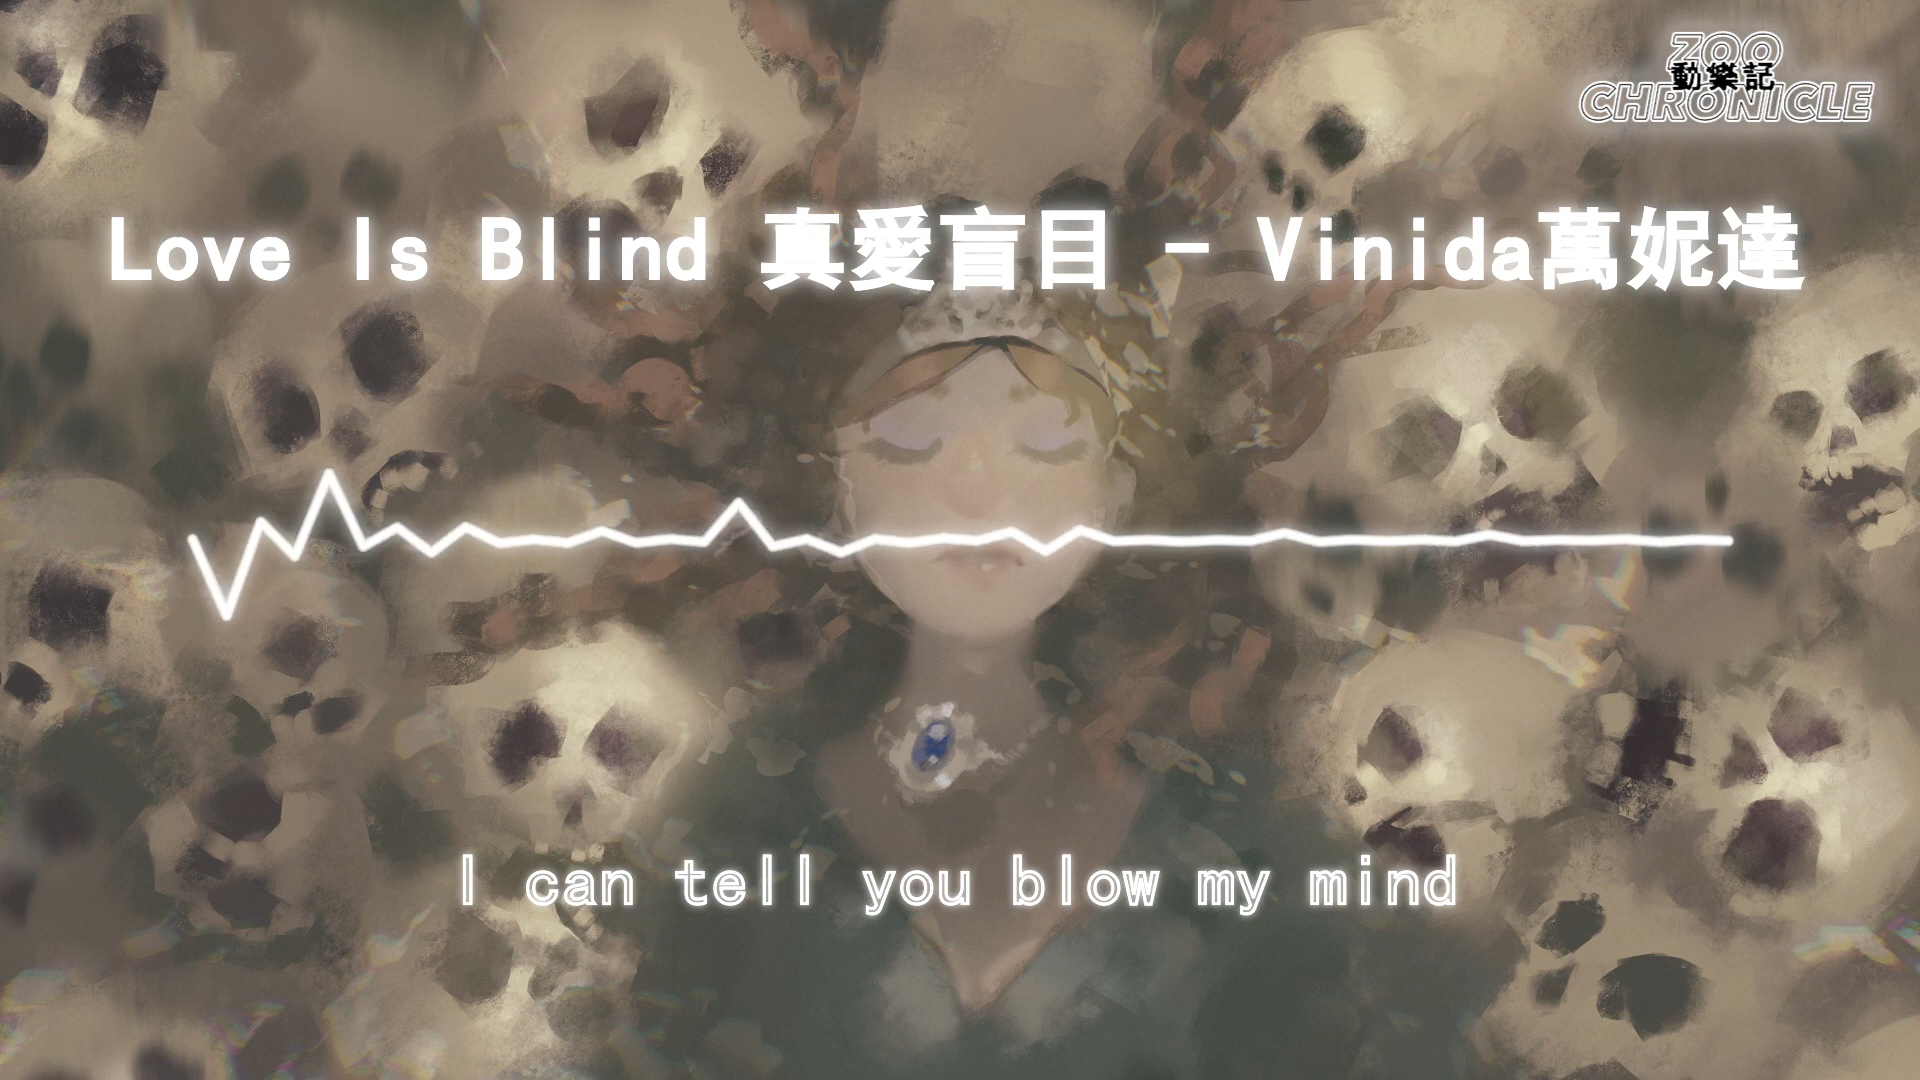 ZOO
動樂記
CHRONICLE
Love Is Blind 真愛盲目 - Vinida萬妮達
I can tell you blow my mind